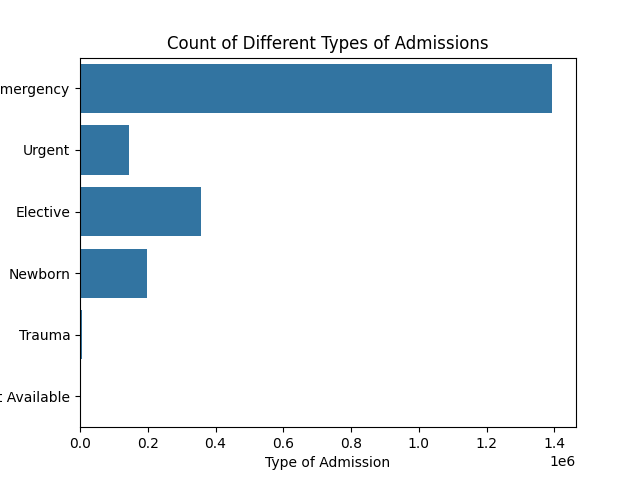 Count of Different Types of Admissions
mergency
Urgent
Elective
Newborn
Trauma
t Available
0.0 0.2 0.4 0.6 0.8 1.0 1.2 1.4
1e6
Type of Admission